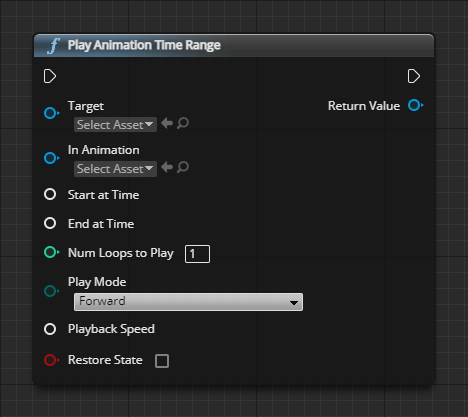 f Play Animation Time Range
Target
Return Value
Select Asset
In Animation
Select Asset
Start at Time
End at Time
Num Loops to Play 1
Play Mode
Forward
Playback Speed
Restore State